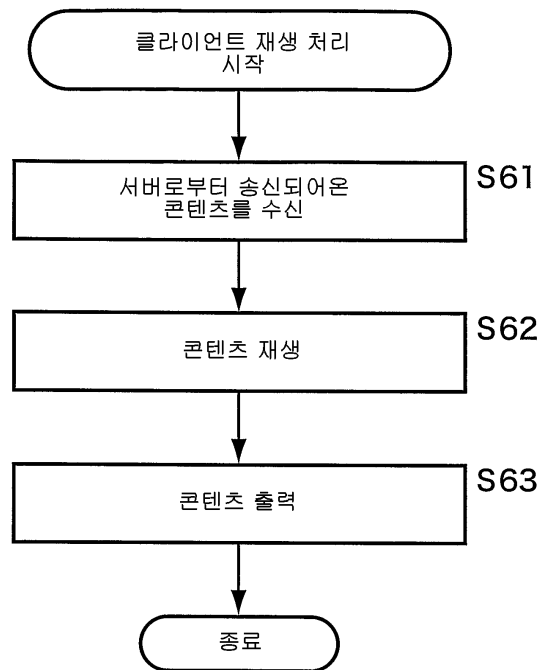 클라이언트 재생 처리
시작
서버로부터 송신되어온
콘텐츠를 수신
S61
콘텐츠 재생
S62
콘텐츠 출력
S63
종료